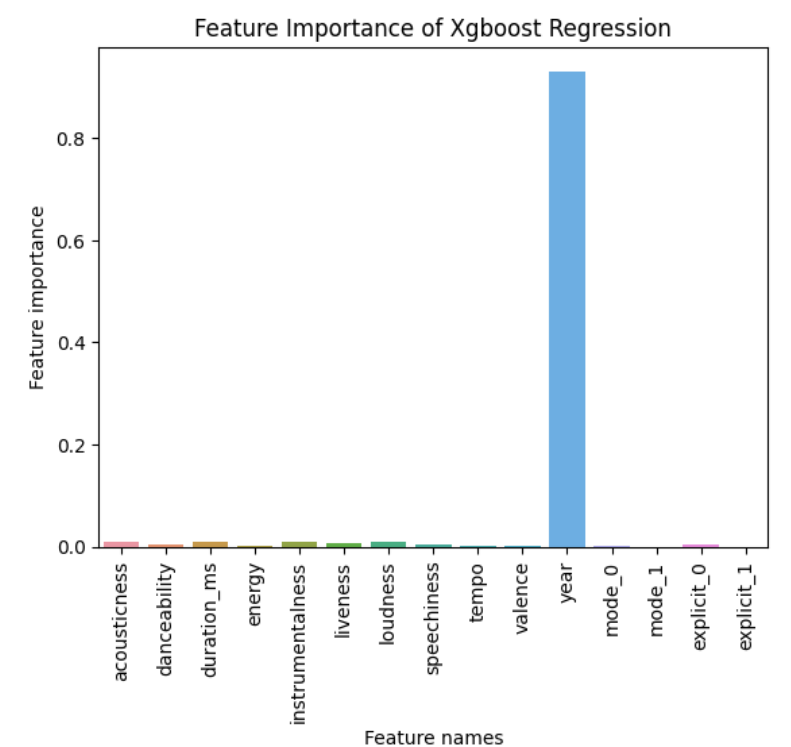 Feature Importance of Xgboost Regression
Feature importance
0.8
0.6
0.4
0.2
0.0
acousticness
danceability
duration_ms
energy
instrumentalness
liveness
loudness
speechiness
tempo
valence
year
mode_0
mode_1
explicit_0
explicit_1
Feature names